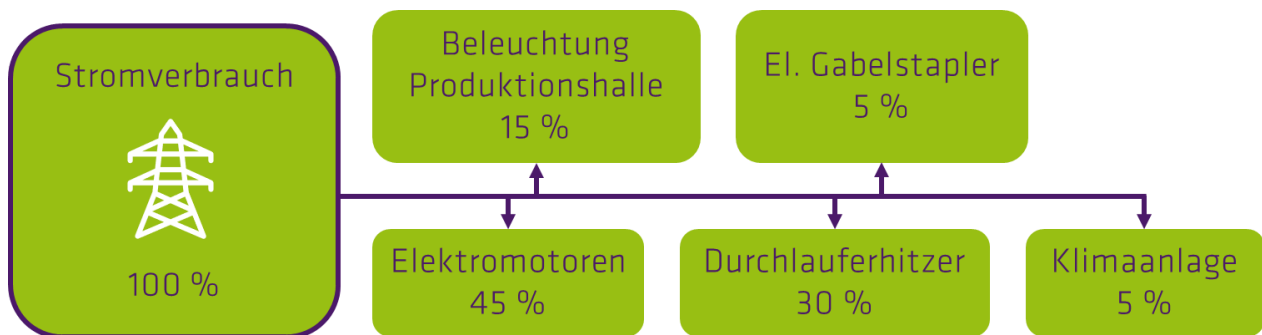 Stromverbrauch
100 %
Beleuchtung
Produktionshalle
15 %
El. Gabelstapler
5 %
Elektromotoren
45 %
Durchlauferhitzer
30 %
Klimaanlage
5 %